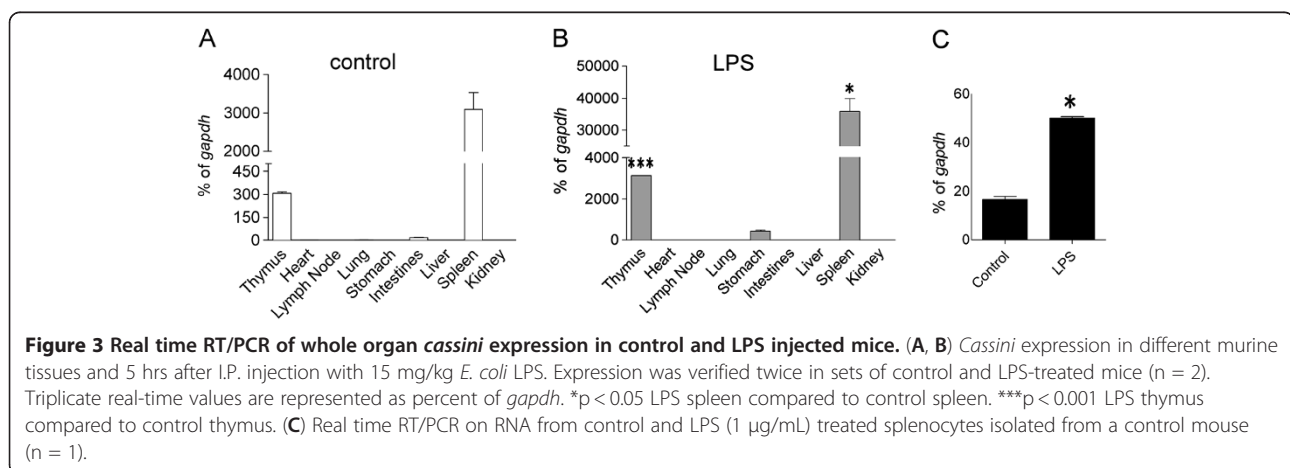 A
control
4000
3000
2000
450
300
150
0
% of gapdh
Thymus
Heart
Lymph Node
Lung
Stomach
Intestines
Liver
Spleen
Kidney
B
LPS
50000
40000
30000
20000
10000
4000
2000
0
% of gapdh
***
*
Thymus
Heart
Lymph Node
Lung
Stomach
Intestines
Liver
Spleen
Kidney
C
60
40
20
0
% of gapdh
*
Control
LPS
Figure 3 Real time RT/PCR of whole organ cassini expression in control and LPS injected mice. (A, B) Cassini expression in different murine
tissues and 5 hrs after I.P. injection with 15 mg/kg E. coli LPS. Expression was verified twice in sets of control and LPS-treated mice (n = 2).
Triplicate real-time values are represented as percent of gapdh. *p < 0.05 LPS spleen compared to control spleen. ***p < 0.001 LPS thymus
compared to control thymus. (C) Real time RT/PCR on RNA from control and LPS (1 μg/mL) treated splenocytes isolated from a control mouse
(n = 1).